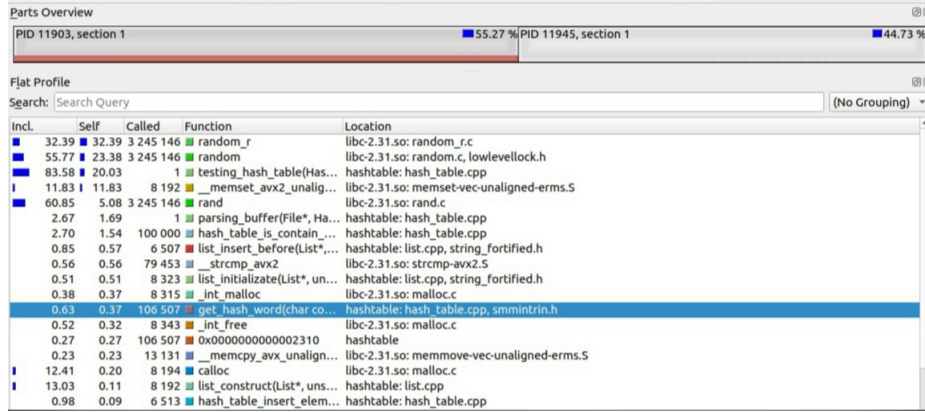 Parts Overview
PID 11903, section 1 55.27 % PID 11945, section 1 44.73 %
Flat Profile
Search: Search Query (No Grouping)
Incl. Self Called Function Location
32.39 32.39 3 245 146 random_r libc-2.31.so: random_r.c
55.77 23.38 3 245 146 random libc-2.31.so: random.c, lowlevellock.h
83.58 20.03 1 testing_hash_table(Has... hashtable: hash_table.cpp
11.83 11.83 8 192 __memset_avx2_unalig... libc-2.31.so: memset-vec-unaligned-erms.S
60.85 5.08 3 245 146 rand libc-2.31.so: rand.c
2.67 1.69 1 parsing_buffer(File*, Ha... hashtable: hash_table.cpp
2.70 1.54 100 000 hash_table_is_contain_... hashtable: hash_table.cpp
0.85 0.57 6 507 list_insert_before(List*,... hashtable: list.cpp, string_fortified.h
0.56 0.56 79 453 __strcmp_avx2 libc-2.31.so: strcmp-avx2.S
0.51 0.51 8 323 list_initializate(List*, un... hashtable: list.cpp, string_fortified.h
0.38 0.37 8 315 _int_malloc libc-2.31.so: malloc.c
0.63 0.37 106 507 get_hash_word(char co... hashtable: hash_table.cpp, smmintrin.h
0.52 0.32 8 343 _int_free libc-2.31.so: malloc.c
0.27 0.27 106 507 0x0000000000002310 hashtable
0.23 0.23 13 131 __memcpy_avx_unalign... libc-2.31.so: memmove-vec-unaligned-erms.S
12.41 0.20 8 194 calloc libc-2.31.so: malloc.c
13.03 0.11 8 192 list_construct(List*, uns... hashtable: list.cpp
0.98 0.09 6 513 hash_table_insert_elem... hashtable: hash_table.cpp